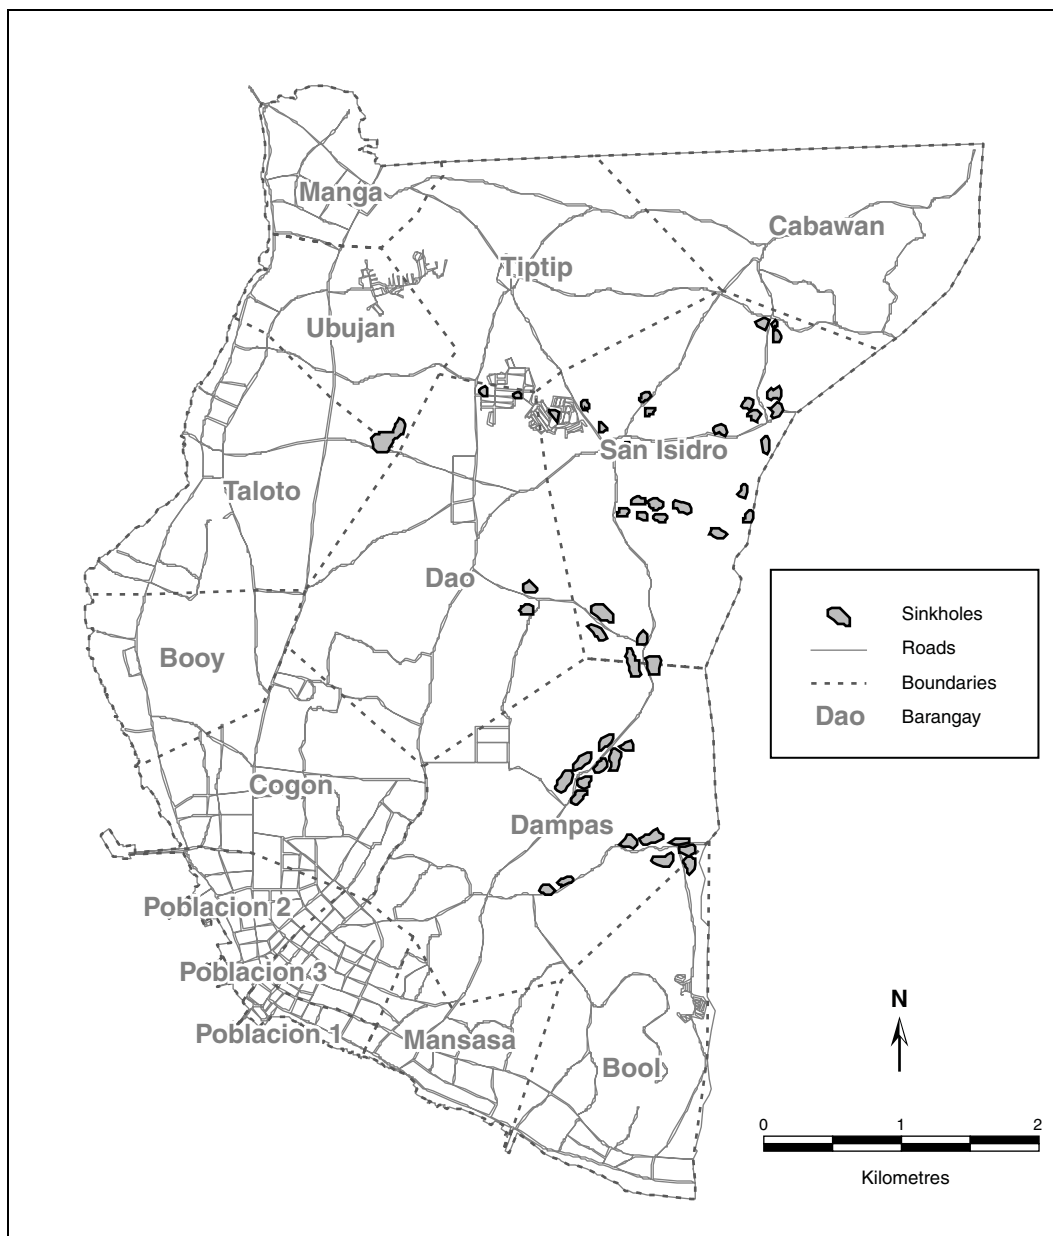 Manga
Cabawan
Tiptip
Ubujan
San Isidro
Taloto
Dao
Booy
Cogon
Dampas
Poblacion 2
Poblacion 3
Poblacion 1
Mansasa
Bool
Sinkholes
Roads
Boundaries
Dao Barangay
N
0 1 2
Kilometres